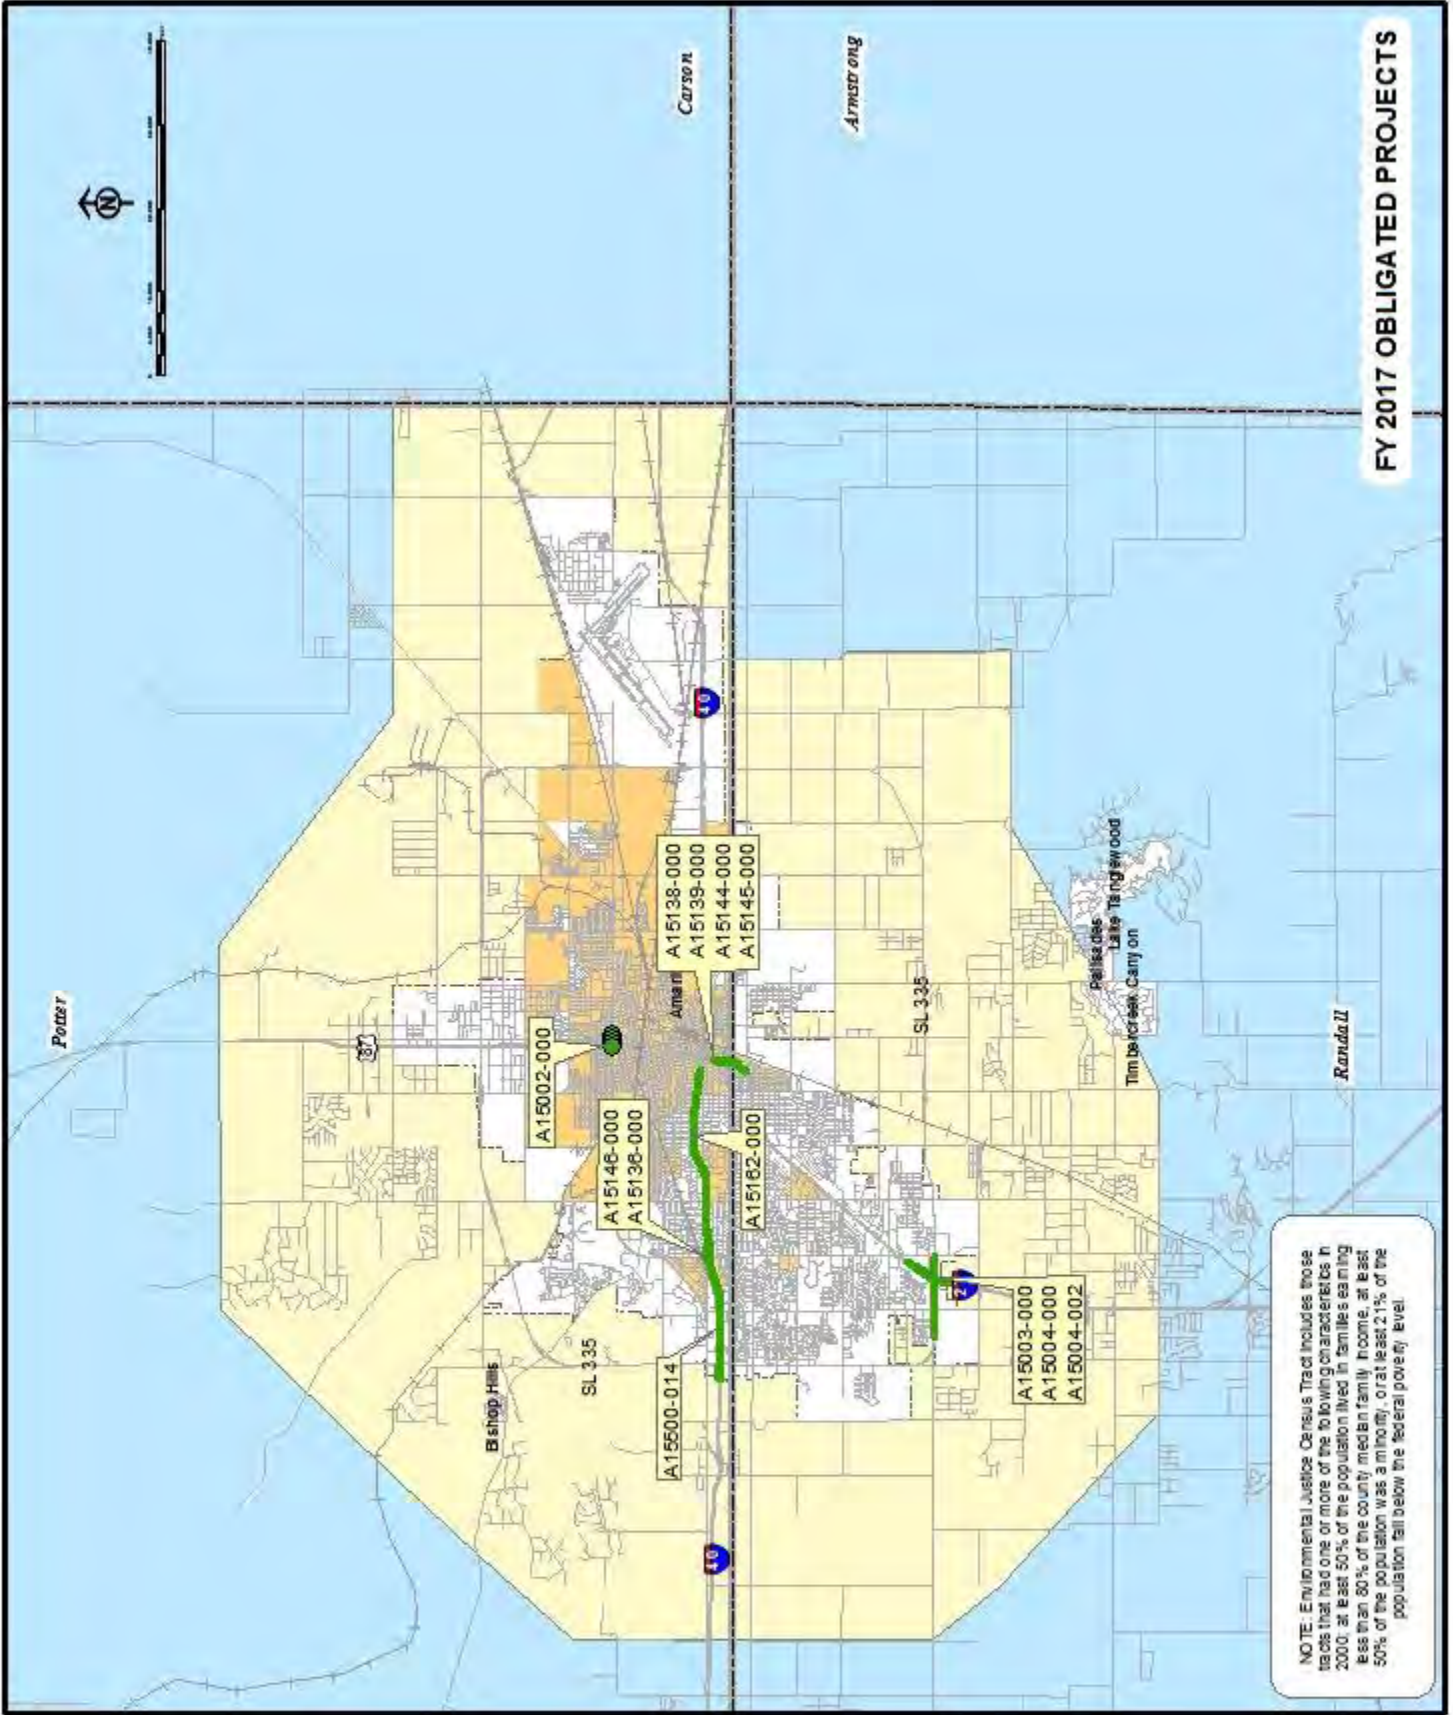 Potter
Carson
Armstrong
Randall
N
87
Bishop Hills
SL 335
A15002-000
A15146-000
A15136-000
A15138-000
A15139-000
A15144-000
A15145-000
A15162-000
A15500-014
40
40
SL 335
Palisades
Lake Tanglewood
Timbercreek Canyon
A15003-000
A15004-000
A15004-002
FY 2017 OBLIGATED PROJECTS
NOTE: Environmental Justice Census Tract includes those
tracts that had one or more of the following characteristics in
2000; at least 50% of the population lived in families earning
less than 80% of the county median family income, at least
50% of the population was a minority, or at least 21% of the
population fall below the federal poverty level.